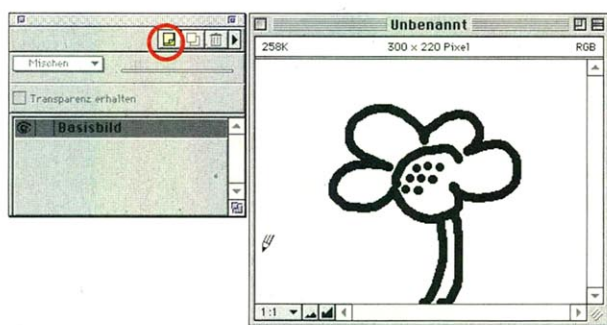 Mischen
Transparenz erhalten
Basisbild
Unbenannt
258K 300 × 220 Pixel RGB
1:1